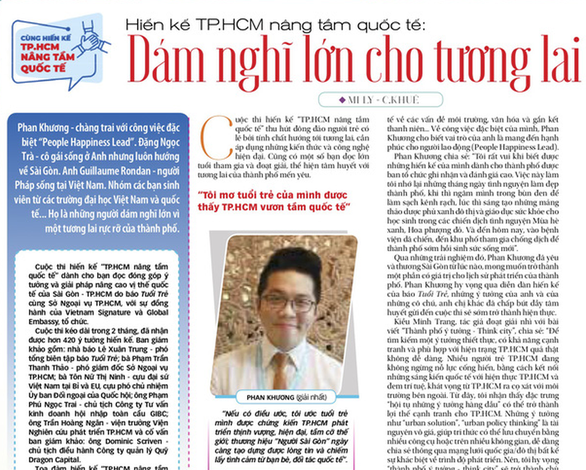 CÙNG HIẾN KẾ
TP.HCM
NÂNG TẦM
QUỐC TẾ
Hiến kế TP.HCM nâng tầm quốc tế:
Dám nghĩ lớn cho tương lai
MI LY - C.KHUÊ
Phan Khương - chàng trai với công việc đặc
biệt "People Happiness Lead". Đặng Ngọc
Trà - cô gái sống ở Anh nhưng luôn hướng
về Sài Gòn. Anh Guillaume Rondan - người
Pháp sống tại Việt Nam. Nhóm các bạn sinh
viên từ các trường đại học Việt Nam và quốc
tế... Họ là những người dám nghĩ lớn vì
một tương lai rực rỡ của thành phố.
Cuộc thi hiến kế "TP.HCM nâng tầm
quốc tế" dành cho bạn đọc đóng góp ý
tưởng và giải pháp nâng cao vị thế quốc
tế của Sài Gòn - TP.HCM do báo Tuổi Trẻ
cùng Sở Ngoại vụ TP.HCM, với sự đồng
hành của Vietnam Signature và Global
Embassy, tổ chức.
Cuộc thi kéo dài trong 2 tháng, đã nhận
được hơn 420 ý tưởng hiến kế. Ban giám
khảo gồm: nhà báo Lê Xuân Trung - phó
tổng biên tập báo Tuổi Trẻ; bà Phạm Trần
Thanh Thảo - phó giám đốc Sở Ngoại vụ
TP.HCM; bà Tôn Nữ Thị Ninh - cựu đại sứ
Việt Nam tại Bỉ và EU, cựu phó chủ nhiệm
Ủy ban Đối ngoại của Quốc hội; ông Phạm
Phú Ngọc Trai - chủ tịch Công ty Tư vấn
kinh doanh hội nhập toàn cầu GIBC;
ông Trần Hoàng Ngân - viện trưởng Viện
Nghiên cứu phát triển TP.HCM và cố vấn
ban giám khảo: ông Dominic Scriven -
chủ tịch điều hành Công ty quản lý Quỹ
Dragon Capital.
Tọa đàm hiến kế TP.HCM nâng tầm
Cuộc thi hiến kế "TP.HCM nâng tầm
quốc tế" thu hút đông đảo người trẻ có
lẽ bởi tính chất hướng tới tương lai, cần
áp dụng những kiến thức và công nghệ
hiện đại. Cùng có một số bạn đọc lớn
tuổi tham gia và đoạt giải, thể hiện tâm huyết với
tương lai của thành phố mến yêu.
"Tôi mơ tuổi trẻ của mình được
thấy TP.HCM vươn tầm quốc tế"
PHAN KHƯƠNG (giải nhất)
"Nếu có điều ước, tôi ước tuổi trẻ
mình được chứng kiến TP.HCM phát
triển thịnh vượng, hiện đại, tầm cỡ thế
giới; thương hiệu "Người Sài Gòn" ngày
càng tạo dựng được lòng tin và chiếm
lấy tình cảm từ bạn bè, đối tác quốc tế".
tế về các vấn đề môi trường, văn hóa và gắn kết
thanh niên... Về công việc đặc biệt của mình, Phan
Khương cho biết vai trò của anh là mang đến hạnh
phúc cho người lao động (People Happiness Lead).
Phan Khương chia sẻ: "Tôi rất vui khi biết được
những hiến kế của mình dành cho thành phố được
ban tổ chức ghi nhận và đánh giá cao. Việc này làm
tôi nhớ lại những tháng ngày tình nguyện làm đẹp
thành phố, khi thì ngâm mình trong bùn đen để
làm sạch kênh rạch, lúc thì sáng tạo những mảng
thảo dược phủ xanh đô thị và giáo dục sức khỏe cho
học sinh trong các chiến dịch tình nguyện Mùa hè
xanh, Hoa phượng đỏ. Và đến hôm nay, vào bệnh
viện dã chiến, đến khu phố tham gia chống dịch để
thành phố sớm hồi sinh sức sống mới".
Qua những trải nghiệm đó, Phan Khương đã yêu
và thương Sài Gòn từ lúc nào, mong muốn trở thành
một phần có giá trị cho lịch sử phát triển của thành
phố. Phan Khương hy vọng qua diễn đàn hiến kế
của báo Tuổi Trẻ, những ý tưởng của anh và của
những cô chú, anh chị khác đã chấp bút đầy tâm
huyết gửi đến cuộc thi sẽ sớm trở thành hiện thực.
Kiều Minh Trang, tác giả đoạt giải nhì với bài
viết "Thành phố ý tưởng - Think city", chia sẻ: "Để
tìm kiếm một ý tưởng thiết thực, có khả năng cạnh
tranh và phù hợp với hiện trạng TP.HCM quả thật
không dễ dàng. Nhiều người trẻ TP.HCM đang
không ngừng nỗ lực cống hiến, bằng cách kết nối
những sáng kiến quốc tế với hiện thực TP.HCM và
đem trí tuệ, khát vọng từ TP.HCM ra cọ xát với môi
trường bên ngoài. Từ đây, tôi nhận thấy đặc trưng
"hội tụ những ý tưởng hàng đầu" có thể trở thành
lợi thế cạnh tranh cho TP.HCM. Những ý tưởng
như "urban solution", "urban policy thinking" là tài
nguyên vô giá, giúp trí thức có thể lưu chuyển bằng
nhiều công cụ hoặc trên nhiều không gian, dễ dàng
chia sẻ thông qua mạng lưới quốc gia/đô thị bất kể
sự khác biệt về trình độ phát triển. Nên, tôi hy vọng
"thành phố ý tưởng - think city" sẽ trở thành